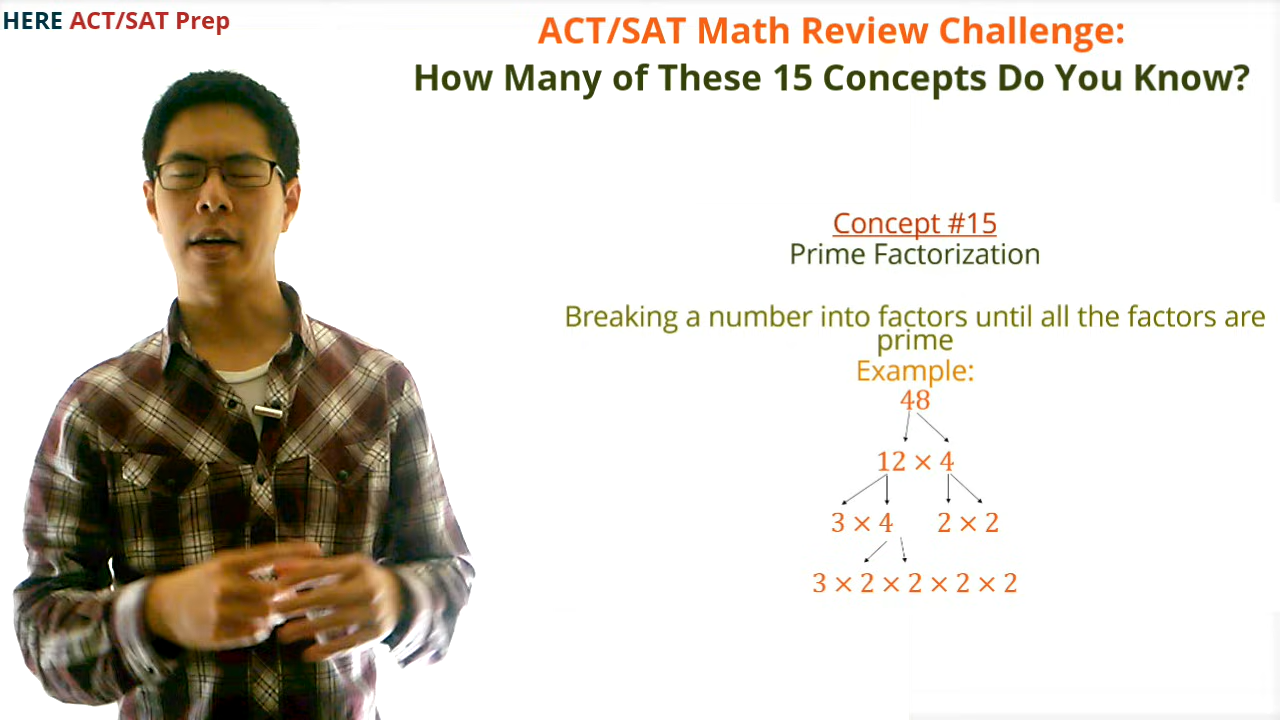 HERE ACT/SAT Prep
ACT/SAT Math Review Challenge:
How Many of These 15 Concepts Do You Know?
Concept #15
Prime Factorization
Breaking a number into factors until all the factors are
prime
Example:
48
12 × 4
3 × 4 2 × 2
3 × 2 × 2 × 2 × 2